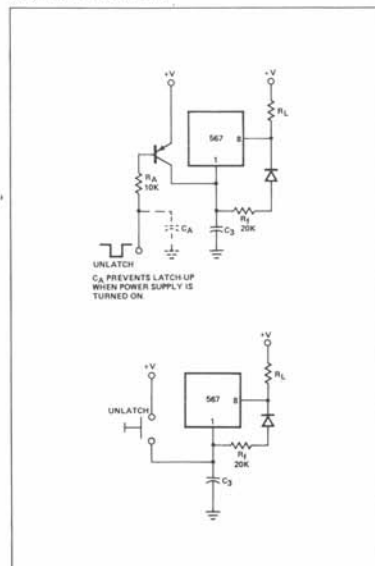 +V
+V
RL
567
8
1
RA
10K
Rf
20K
CA
C3
UNLATCH
CA PREVENTS LATCH-UP
WHEN POWER SUPPLY IS
TURNED ON.
+V
+V
RL
567
8
UNLATCH
1
Rf
20K
C3